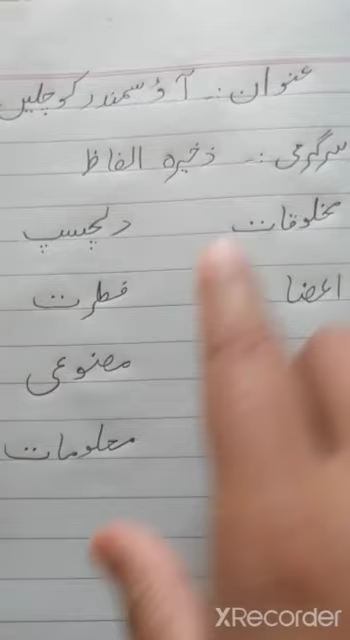 عنوان:۔ آؤ سمندر کو چلیں
سرگرمی:۔ ذخیرہ الفاظ
مخلوقات دلچسپ
اعضا فطرت
مصنوعی
معلومات
XRecorder